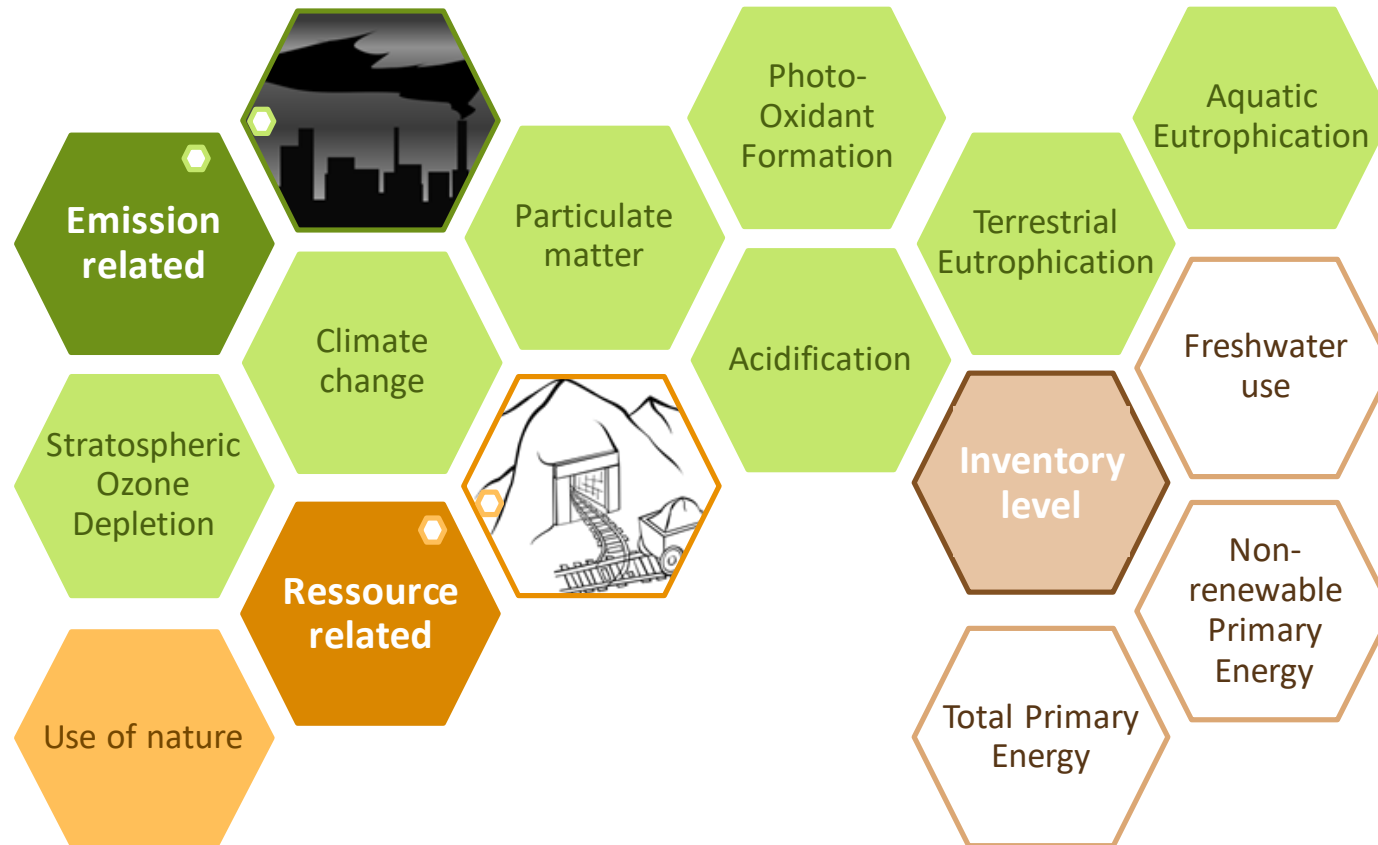 Emission
related
Stratospheric
Ozone
Depletion
Climate
change
Particulate
matter
Photo-
Oxidant
Formation
Acidification
Terrestrial
Eutrophication
Aquatic
Eutrophication
Ressource
related
Use of nature
Inventory
level
Freshwater
use
Non-
renewable
Primary
Energy
Total Primary
Energy